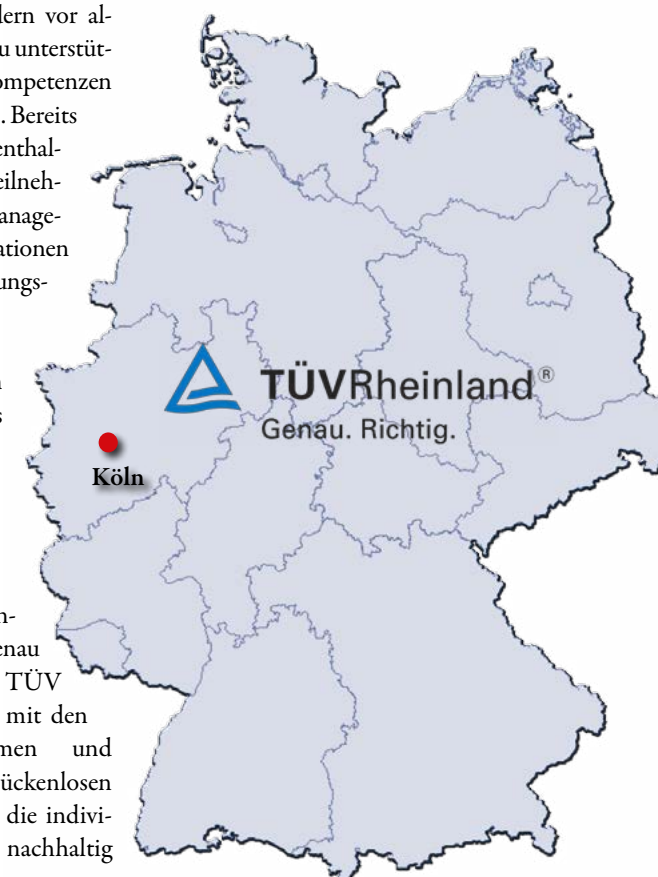 lern vor al-
u unterstüt-
ompetenzen
. Bereits
enthal-
eilneh-
anage-
ationen
ungs-
n
s
TÜVRheinland®
Genau. Richtig.
Köln
n-
enau
TÜV
mit den
men und
ückenlosen
die indivi-
nachhaltig